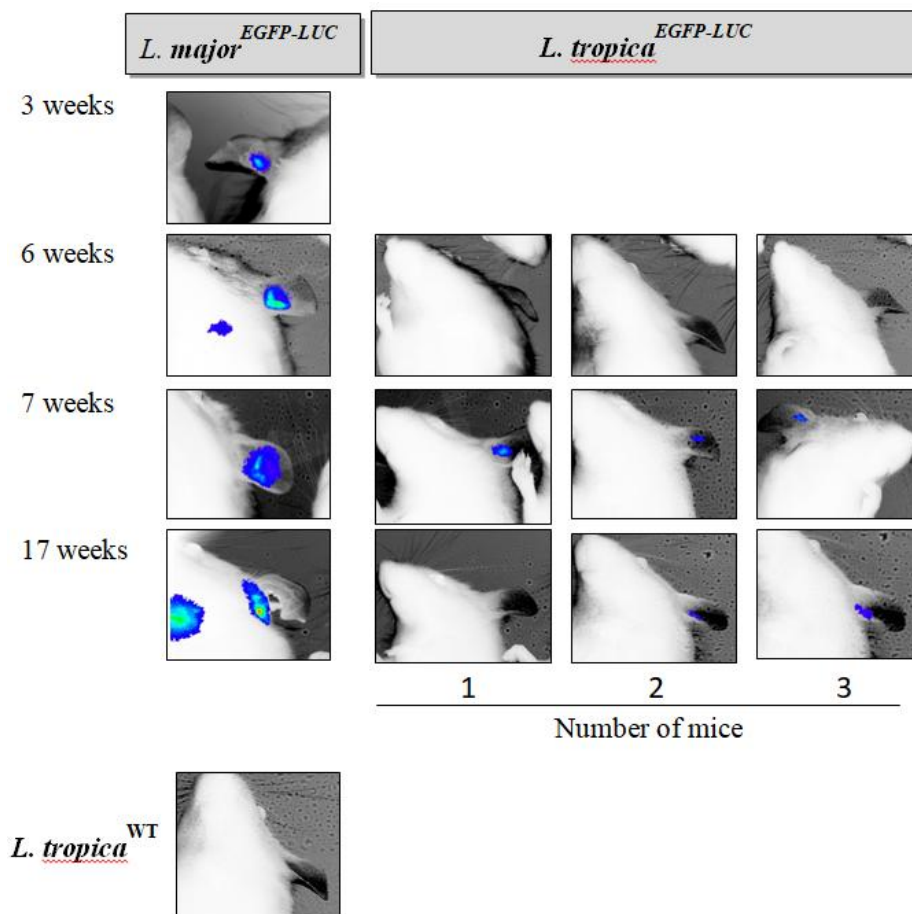 L. major EGFP-LUC
L. tropica EGFP-LUC
3 weeks
6 weeks
7 weeks
17 weeks
1 2 3
Number of mice
L. tropica WT